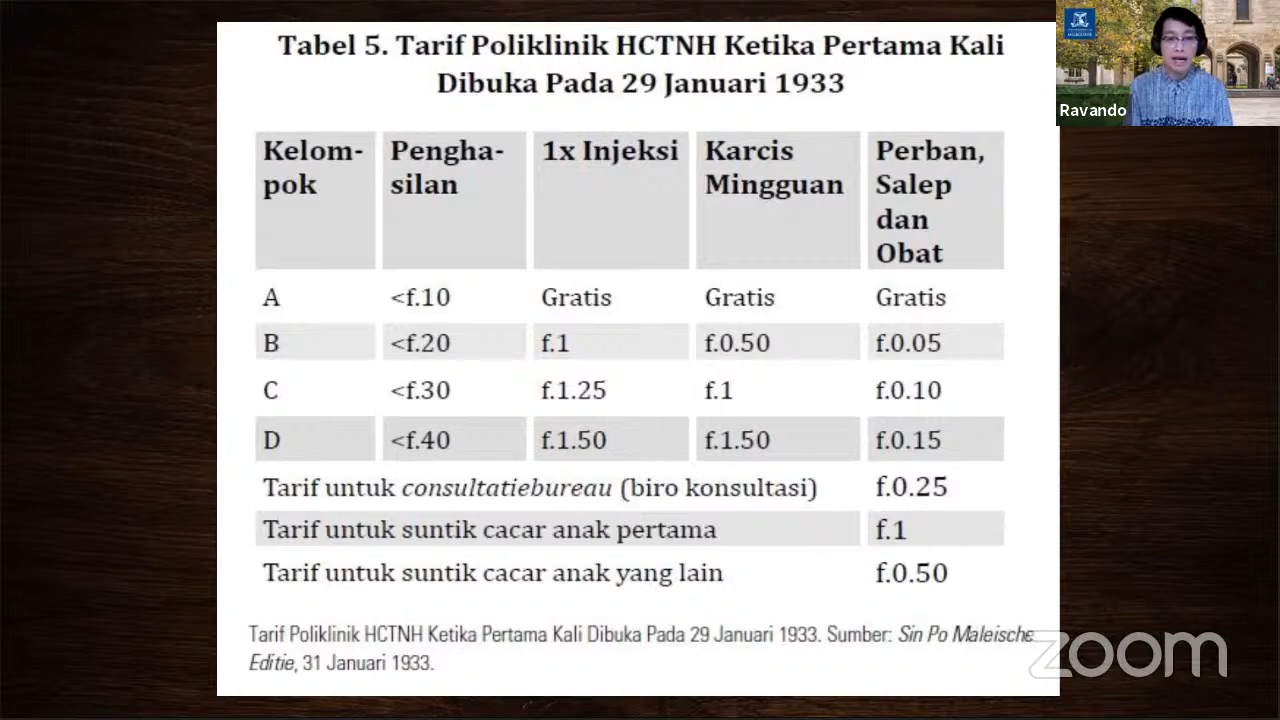 Tabel 5. Tarif Poliklinik HCTNH Ketika Pertama Kali
Dibuka Pada 29 Januari 1933
Kelom-
pok
Pengha-
silan
1x Injeksi
Karcis
Mingguan
Perban,
Salep
dan
Obat
A <f.10 Gratis Gratis Gratis
B <f.20 f.1 f.0.50 f.0.05
C <f.30 f.1.25 f.1 f.0.10
D <f.40 f.1.50 f.1.50 f.0.15
Tarif untuk consultatiebureau (biro konsultasi) f.0.25
Tarif untuk suntik cacar anak pertama f.1
Tarif untuk suntik cacar anak yang lain f.0.50
Tarif Poliklinik HCTNH Ketika Pertama Kali Dibuka Pada 29 Januari 1933. Sumber: Sin Po Maleische
Editie, 31 Januari 1933.
Ravando
zoom